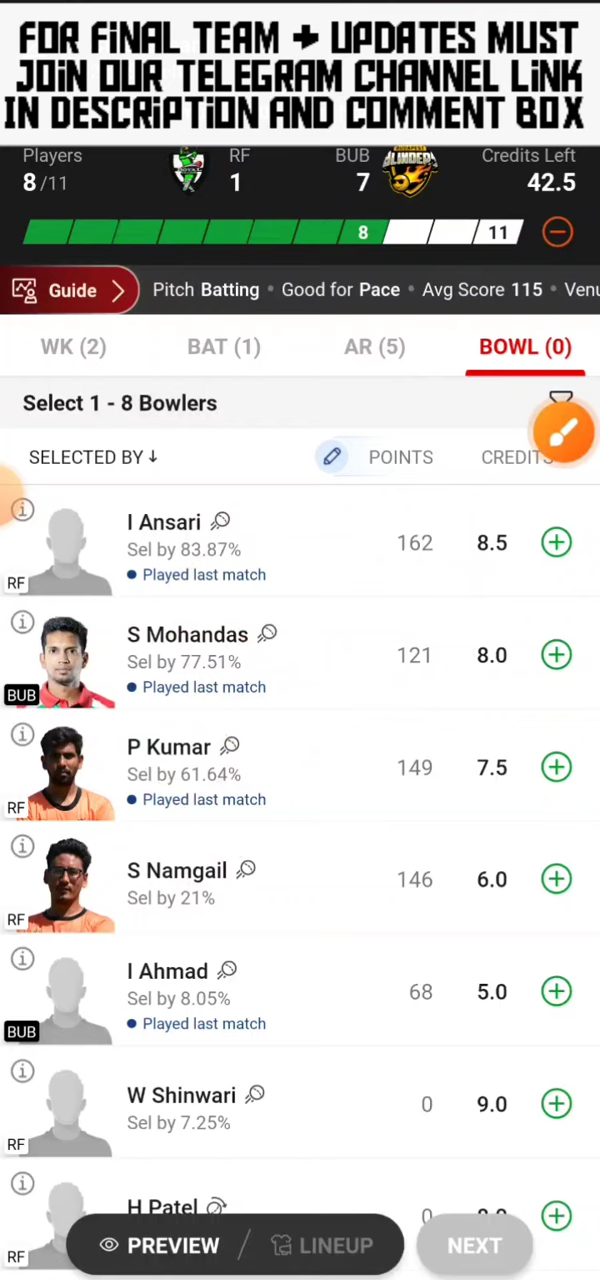 FOR FINAL TEAM + UPDATES MUST
JOIN OUR TELEGRAM CHANNEL LINK
IN DESCRIPTION AND COMMENT BOX
Players RF BUB Credits Left
8/11 1 7 42.5
8 11
Guide Pitch Batting • Good for Pace • Avg Score 115 • Venu
WK (2) BAT (1) AR (5) BOWL (0)
Select 1 - 8 Bowlers
SELECTED BY ↓ POINTS CREDITS
I Ansari
Sel by 83.87% 162 8.5
• Played last match
RF
S Mohandas
Sel by 77.51% 121 8.0
• Played last match
BUB
P Kumar
Sel by 61.64% 149 7.5
• Played last match
RF
S Namgail
Sel by 21% 146 6.0
RF
I Ahmad
Sel by 8.05% 68 5.0
• Played last match
BUB
W Shinwari
Sel by 7.25% 0 9.0
RF
H Patel 0
RF
PREVIEW / LINEUP NEXT